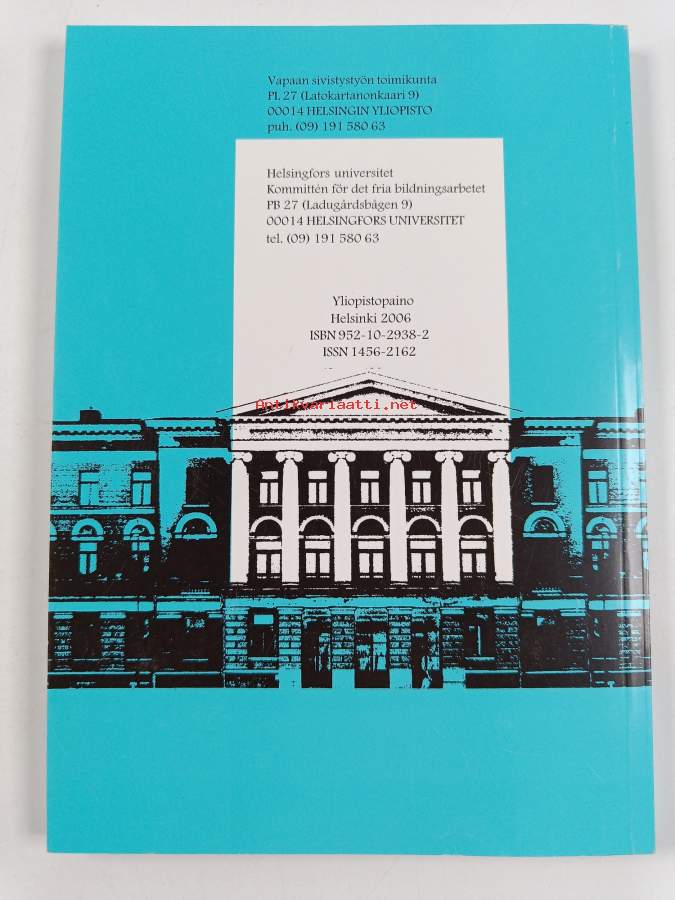 Vapaan sivistystyön toimikunta
PL 27 (Latokartanonkaari 9)
00014 HELSINGIN YLIOPISTO
puh. (09) 191 580 63
Helsingfors universitet
Kommittén för det fria bildningsarbetet
PB 27 (Ladugårdsbågen 9)
00014 HELSINGFORS UNIVERSITET
tel. (09) 191 580 63
Yliopistopaino
Helsinki 2006
ISBN 952-10-2938-2
ISSN 1456-2162
Antikvariaatti.net